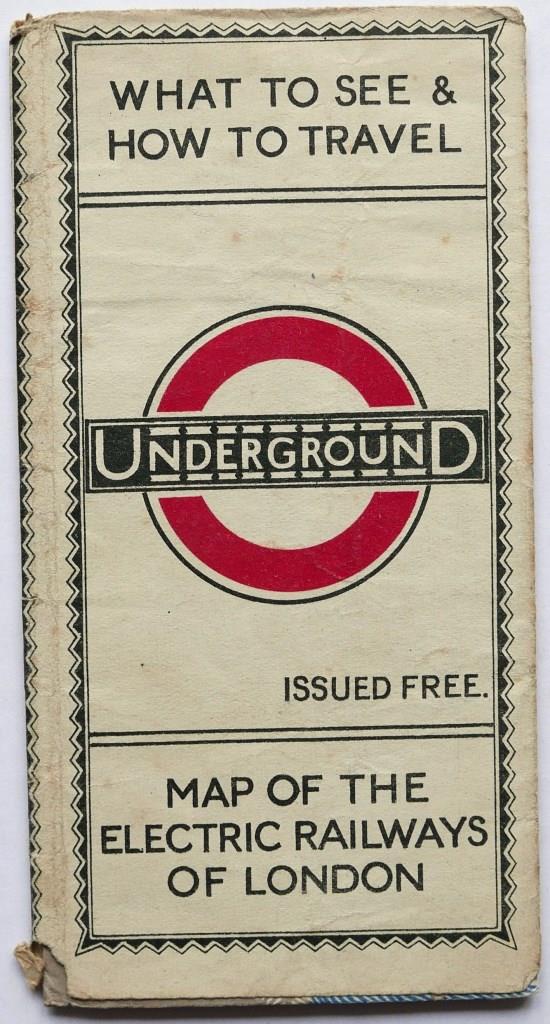 WHAT TO SEE &
HOW TO TRAVEL
UNDERGROUND
ISSUED FREE.
MAP OF THE
ELECTRIC RAILWAYS
OF LONDON